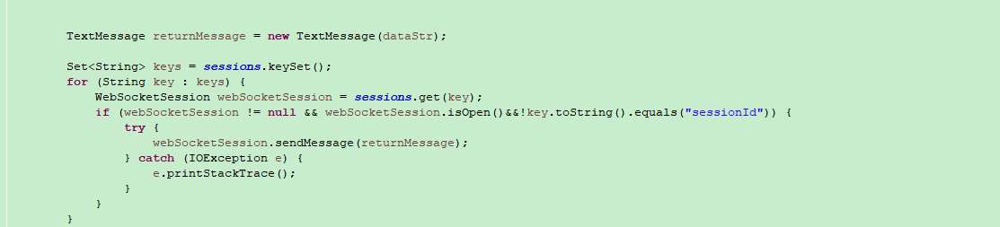 TextMessage returnMessage = new TextMessage(dataStr);
Set<String> keys = sessions.keySet();
for (String key : keys) {
WebSocketSession webSocketSession = sessions.get(key);
if (webSocketSession != null && webSocketSession.isOpen()&&!key.toString().equals("sessionId")) {
try {
webSocketSession.sendMessage(returnMessage);
} catch (IOException e) {
e.printStackTrace();
}
}
}